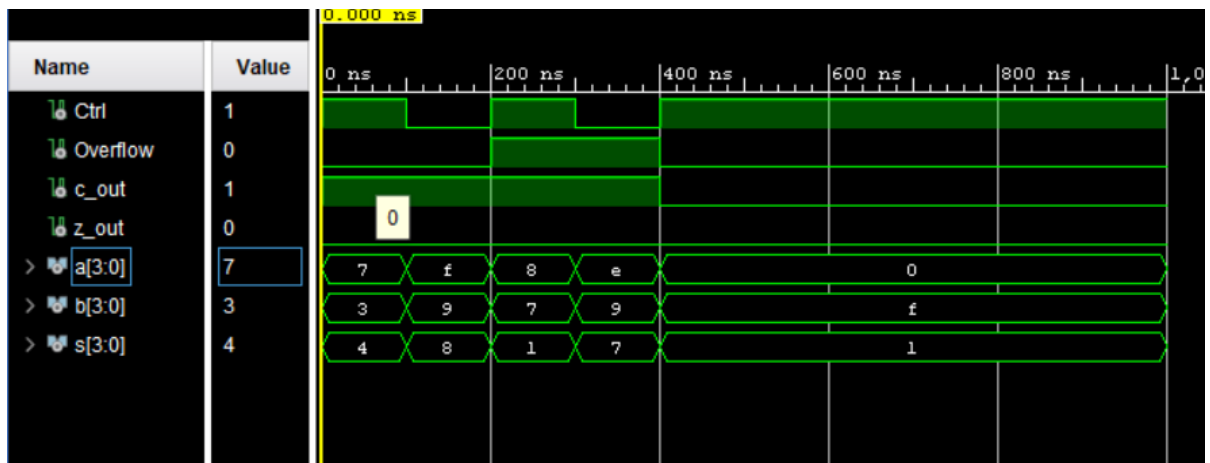 0.000 ns
Name Value
0 ns 200 ns 400 ns 600 ns 800 ns 1,0
Ctrl 1
Overflow 0
c_out 1
z_out 0
0
a[3:0] 7 7 f 8 e 0
b[3:0] 3 3 9 7 9 f
s[3:0] 4 4 8 1 7 1